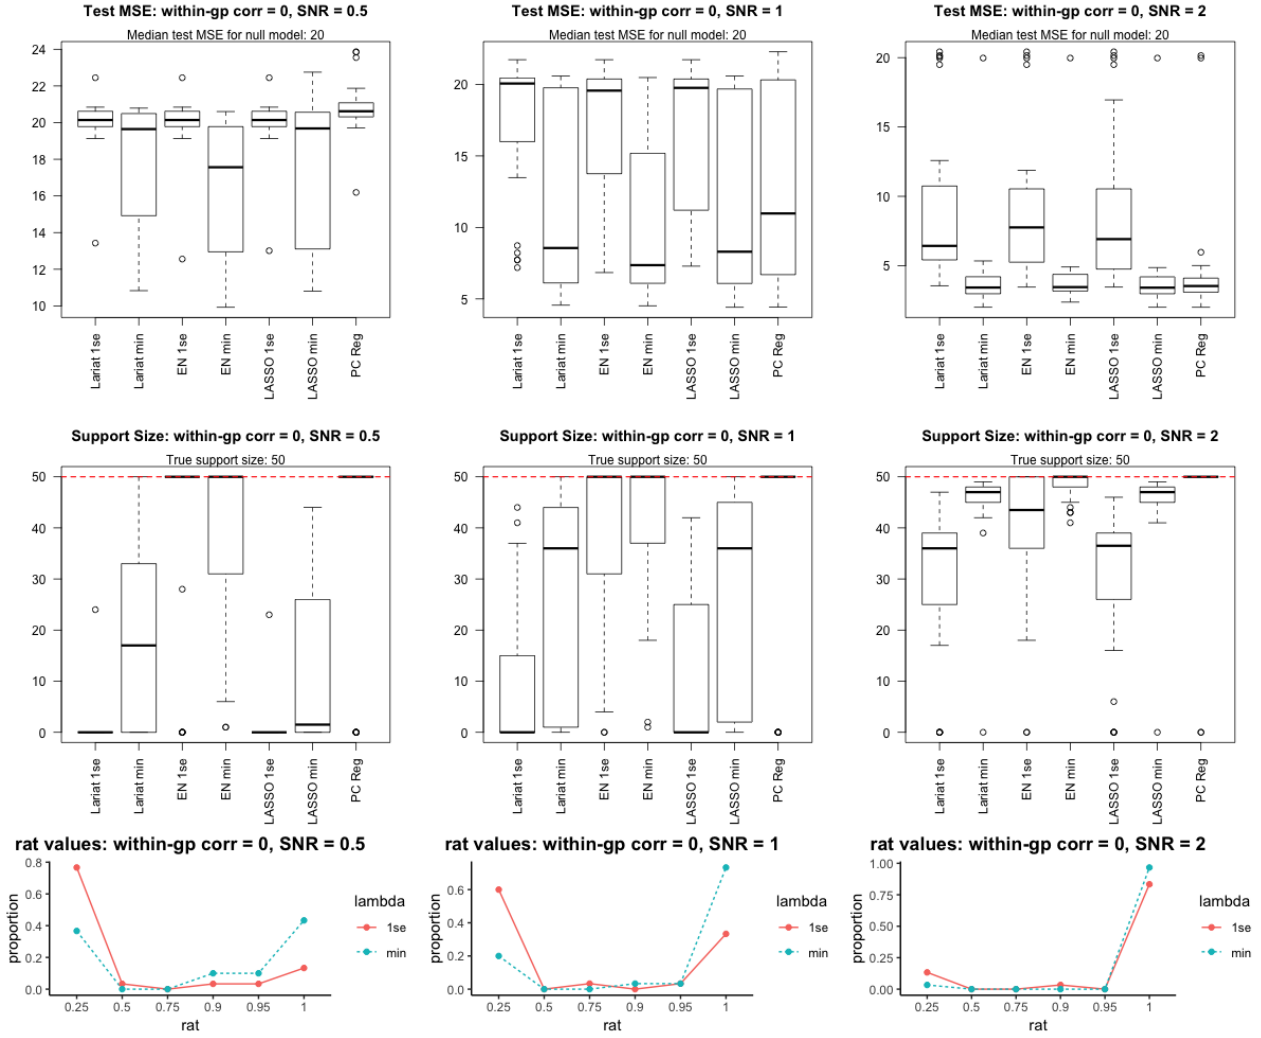 Test MSE: within-gp corr = 0, SNR = 0.5
Median test MSE for null model: 20
24
22
20
18
16
14
12
10
Lariat 1se
Lariat min
EN 1se
EN min
LASSO 1se
LASSO min
PC Reg
Test MSE: within-gp corr = 0, SNR = 1
Median test MSE for null model: 20
20
15
10
5
Lariat 1se
Lariat min
EN 1se
EN min
LASSO 1se
LASSO min
PC Reg
Test MSE: within-gp corr = 0, SNR = 2
Median test MSE for null model: 20
20
15
10
5
Lariat 1se
Lariat min
EN 1se
EN min
LASSO 1se
LASSO min
PC Reg
Support Size: within-gp corr = 0, SNR = 0.5
True support size: 50
50
40
30
20
10
0
Lariat 1se
Lariat min
EN 1se
EN min
LASSO 1se
LASSO min
PC Reg
Support Size: within-gp corr = 0, SNR = 1
True support size: 50
50
40
30
20
10
0
Lariat 1se
Lariat min
EN 1se
EN min
LASSO 1se
LASSO min
PC Reg
Support Size: within-gp corr = 0, SNR = 2
True support size: 50
50
40
30
20
10
0
Lariat 1se
Lariat min
EN 1se
EN min
LASSO 1se
LASSO min
PC Reg
rat values: within-gp corr = 0, SNR = 0.5
proportion
0.8
0.6
0.4
0.2
0.0
0.25 0.5 0.75 0.9 0.95 1
rat
lambda
1se
min
rat values: within-gp corr = 0, SNR = 1
proportion
0.6
0.4
0.2
0.0
0.25 0.5 0.75 0.9 0.95 1
rat
lambda
1se
min
rat values: within-gp corr = 0, SNR = 2
proportion
1.00
0.75
0.50
0.25
0.00
0.25 0.5 0.75 0.9 0.95 1
rat
lambda
1se
min